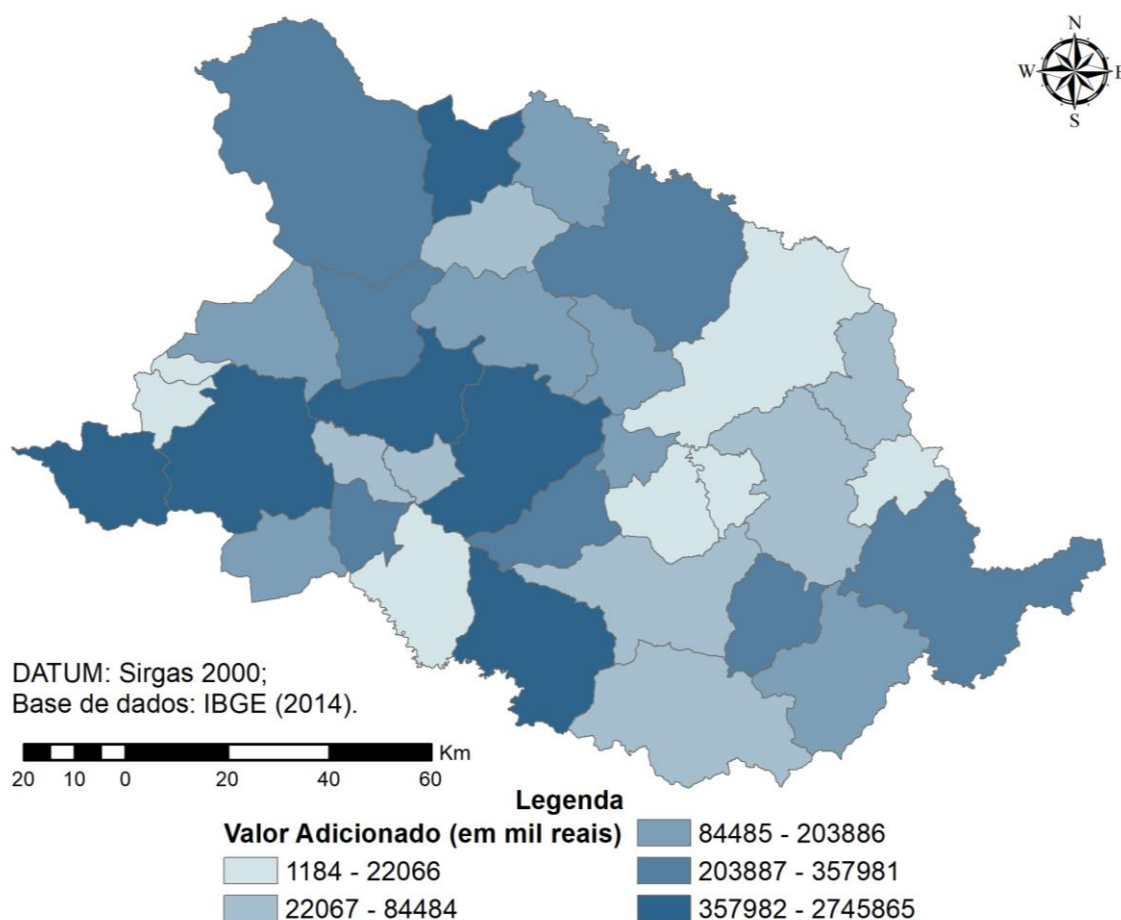 N
W E
S
DATUM: Sirgas 2000;
Base de dados: IBGE (2014).
Km
20 10 0 20 40 60
Legenda
Valor Adicionado (em mil reais)
1184 - 22066
22067 - 84484
84485 - 203886
203887 - 357981
357982 - 2745865